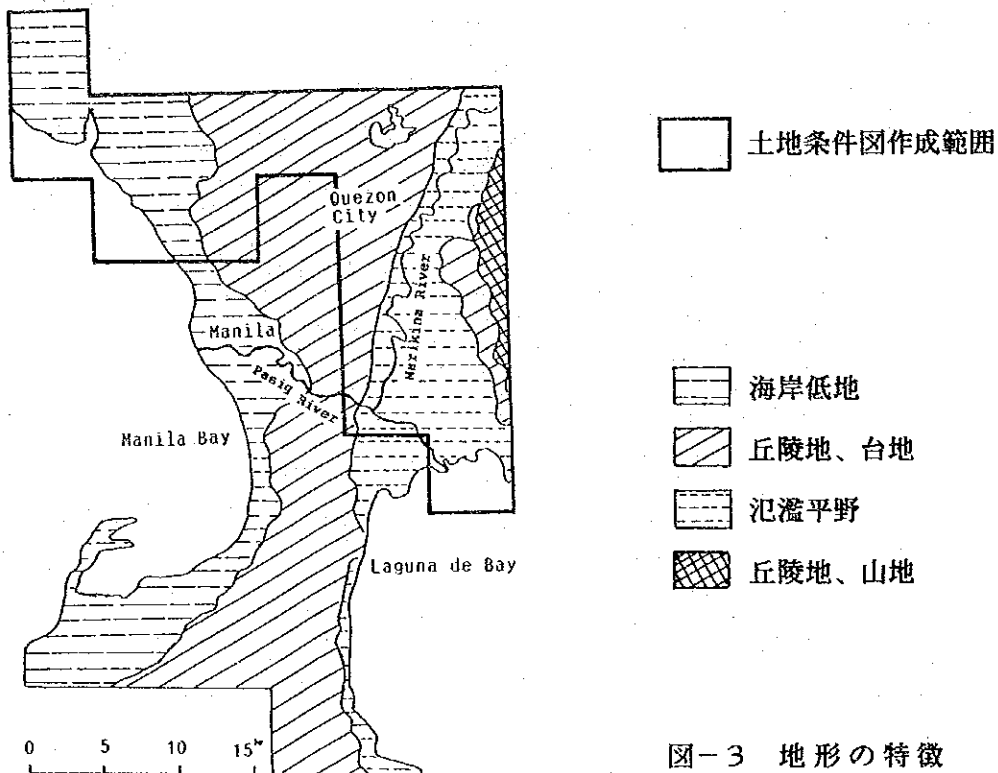 土地条件図作成範囲
Quezon
City
Marikina River
Manila
Pasig River
Manila Bay
Laguna de Bay
海岸低地
丘陵地、台地
氾濫平野
丘陵地、山地
0 5 10 15
図-3 地形の特徴